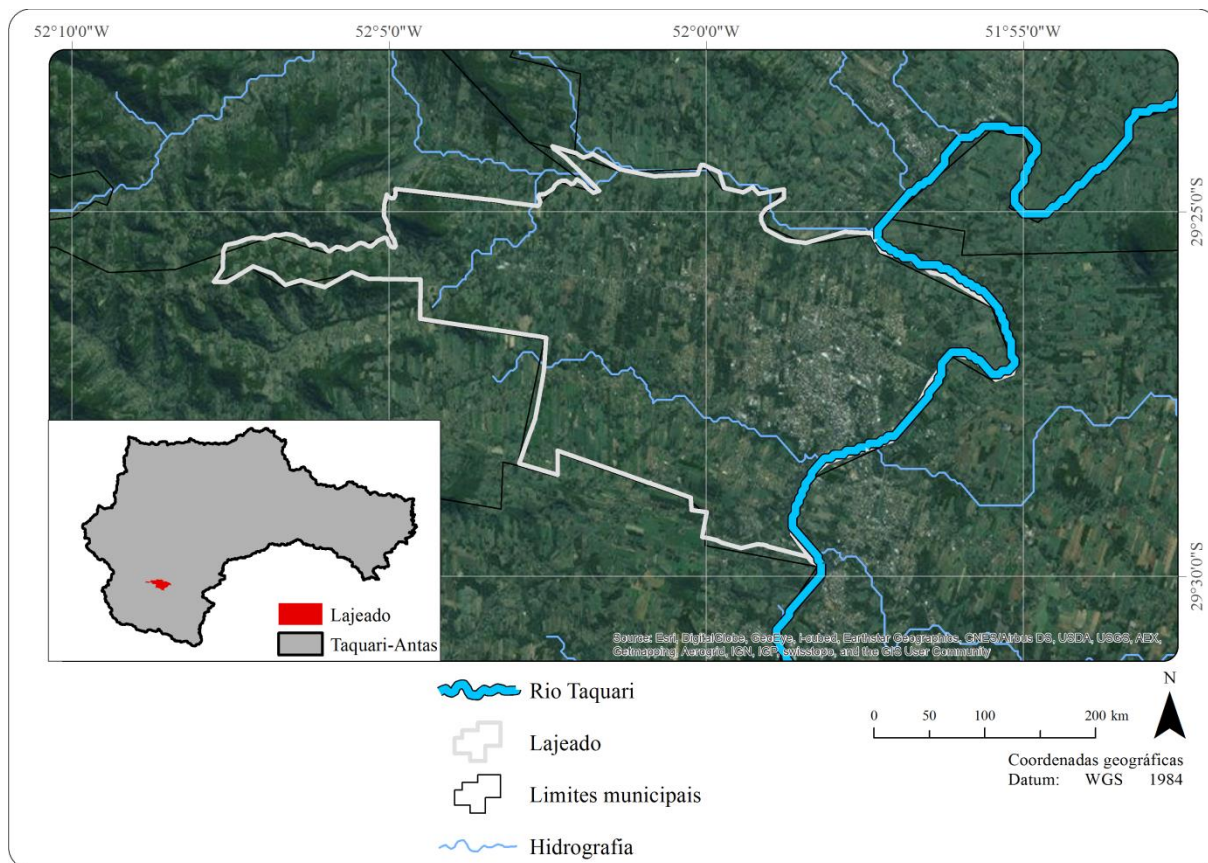 52°10'0"W 52°5'0"W 52°0'0"W 51°55'0"W
29°25'0"S
29°30'0"S
Lajeado
Taquari-Antas
Source: Esri, DigitalGlobe, GeoEye, i-cubed, Earthstar Geographics, CNES/Airbus DS, USDA, USGS, AEX,
Getmapping, Aerogrid, IGN, IGP, swisstopo, and the GIS User Community
Rio Taquari
Lajeado
Limites municipais
Hidrografia
N
0 50 100 200 km
Coordenadas geográficas
Datum: WGS 1984